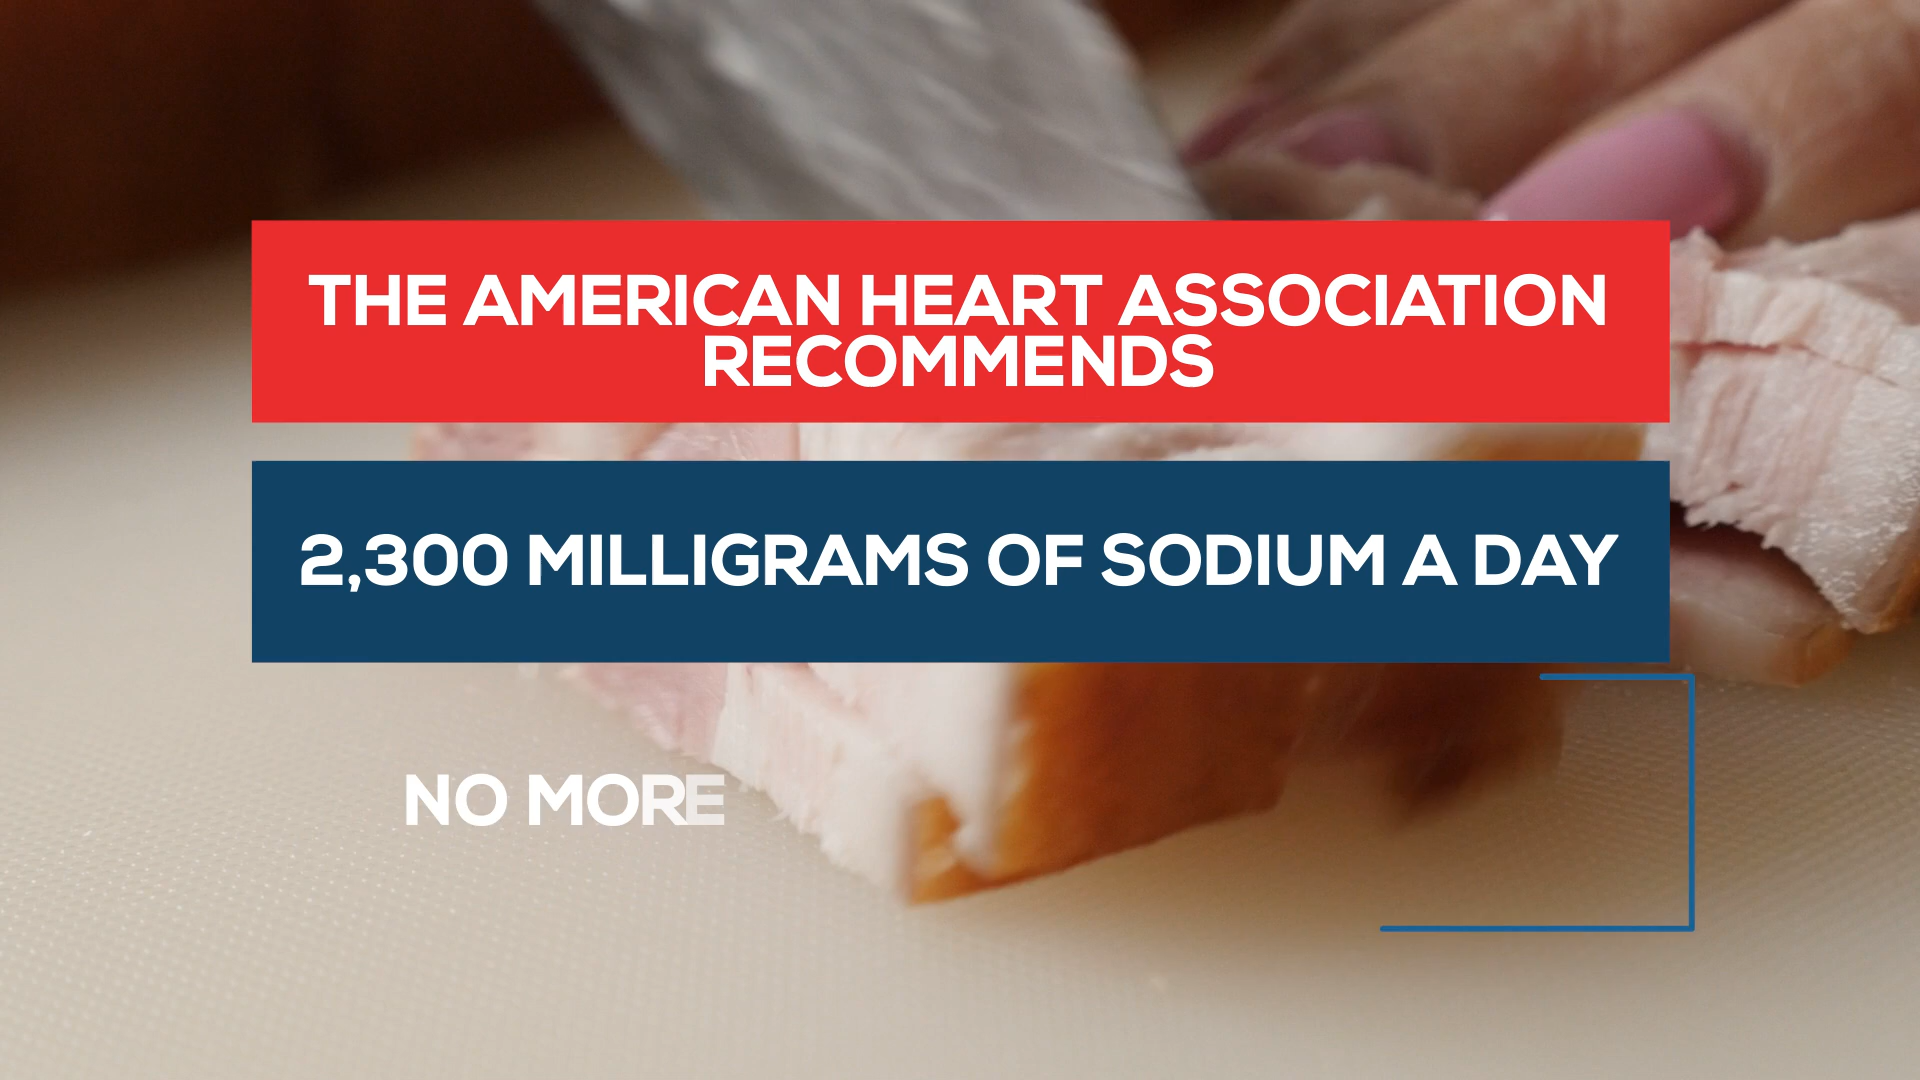 THE AMERICAN HEART ASSOCIATION
RECOMMENDS
2,300 MILLIGRAMS OF SODIUM A DAY
NO MORE